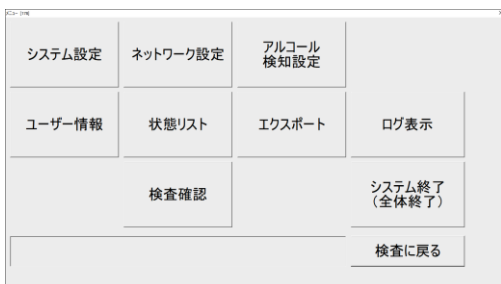 システム設定
ネットワーク設定
アルコール
検知設定
ユーザー情報
状態リスト
エクスポート
ログ表示
検査確認
システム終了
（全体終了）
検査に戻る